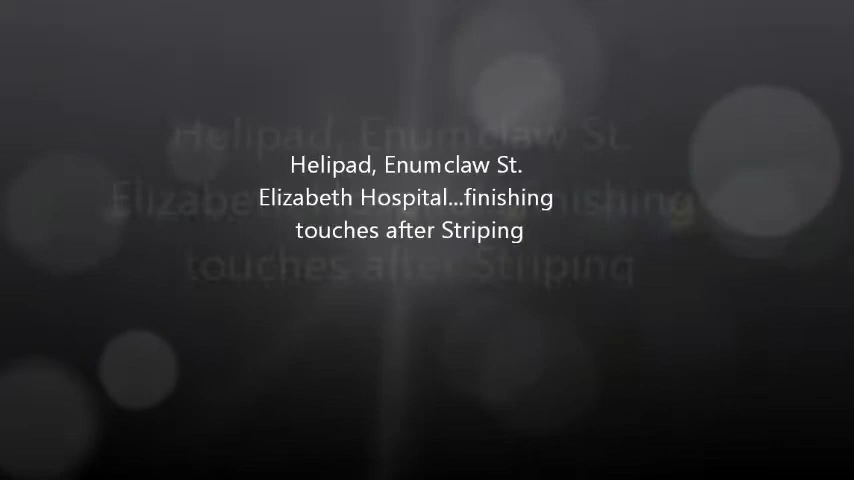 Helipad, Enumclaw St.
Elizabeth Hospital...finishing
touches after Striping